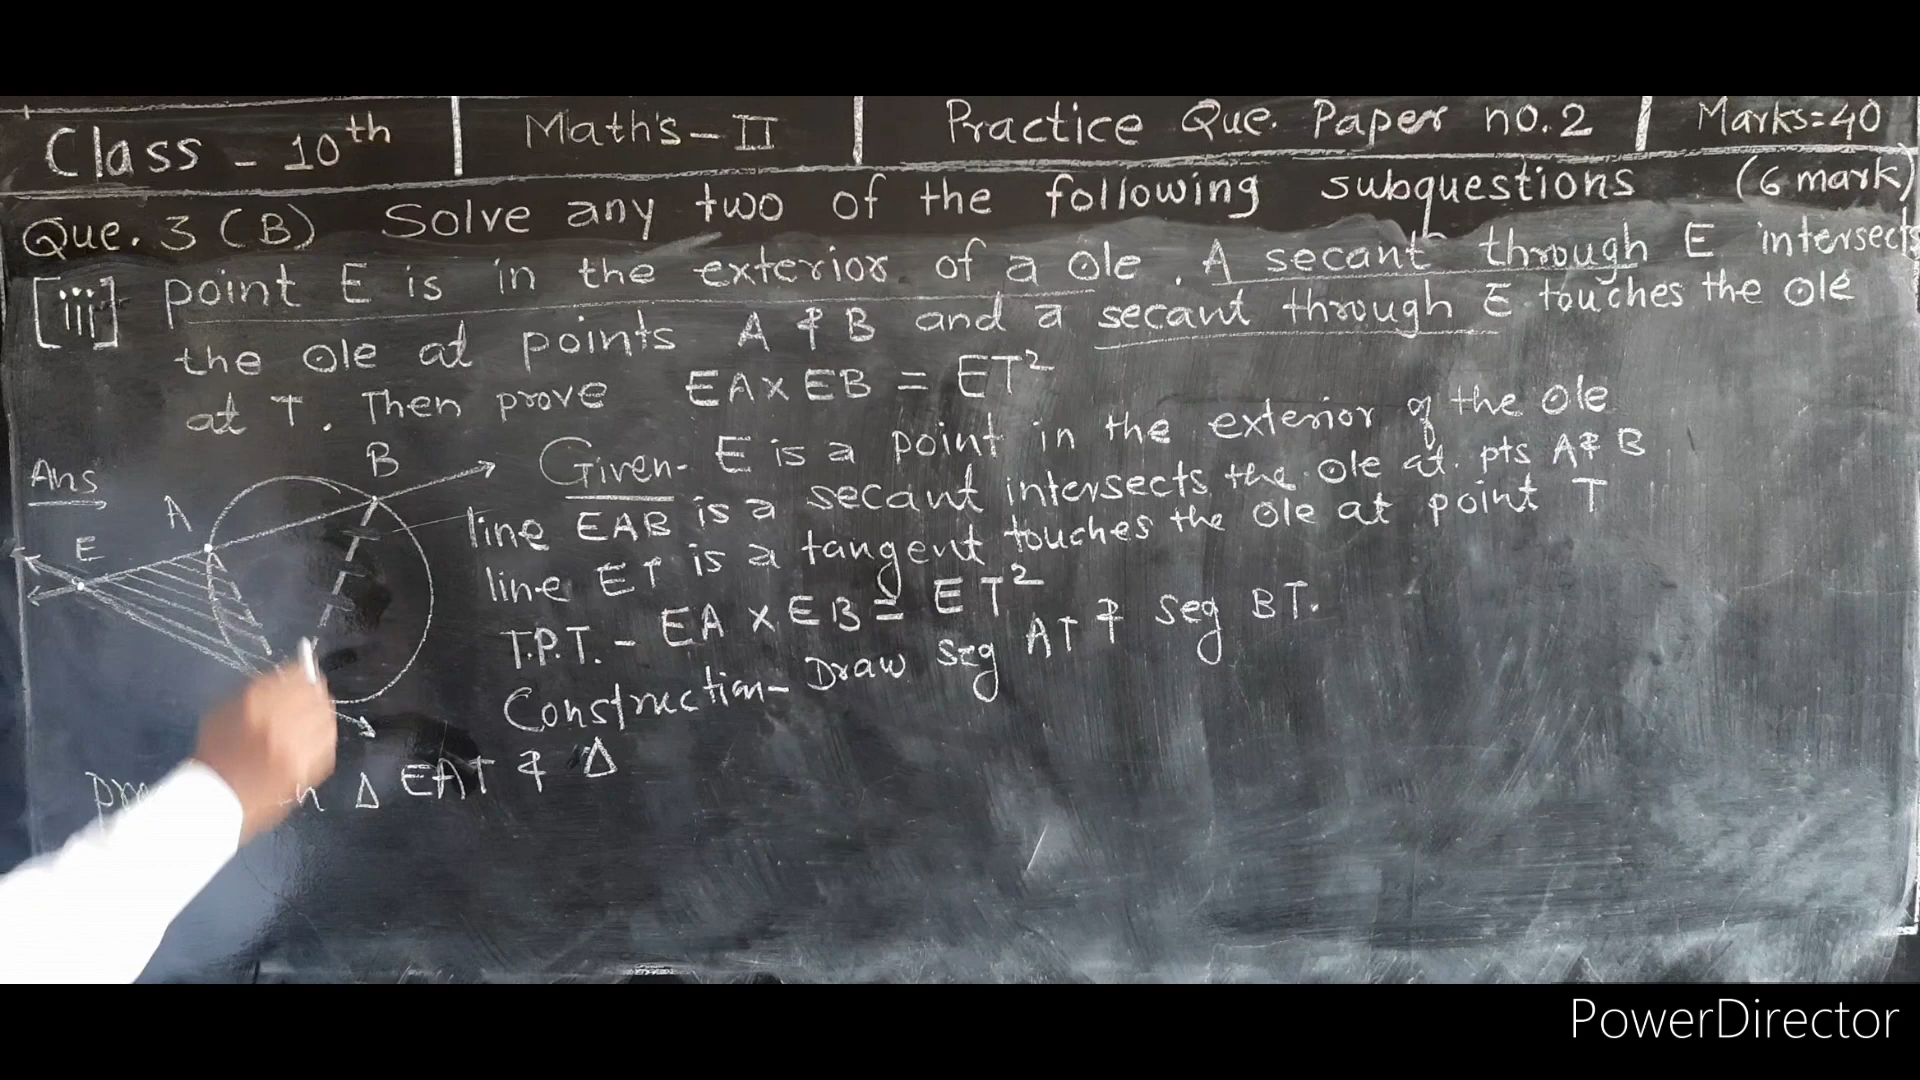 Class - 10th | Math's - II | Practice Que. Paper no. 2 | Marks = 40
Que. 3 (B) Solve any two of the following subquestions (6 mark)
[iii] point E is in the exterior of a Ole. A secant through E intersects
the Ole at points A & B and a secant through E touches the Ole
at T. Then prove EA × EB = ET²
Ans
B
A
E
Given - E is a point in the exterior of the Ole
line EAB is a secant intersects the Ole at pts A & B
line ET is a tangent touches the Ole at point T
T.P.T. - EA × EB = ET²
Construction - Draw seg AT & seg BT.
Δ EAT & Δ
PowerDirector